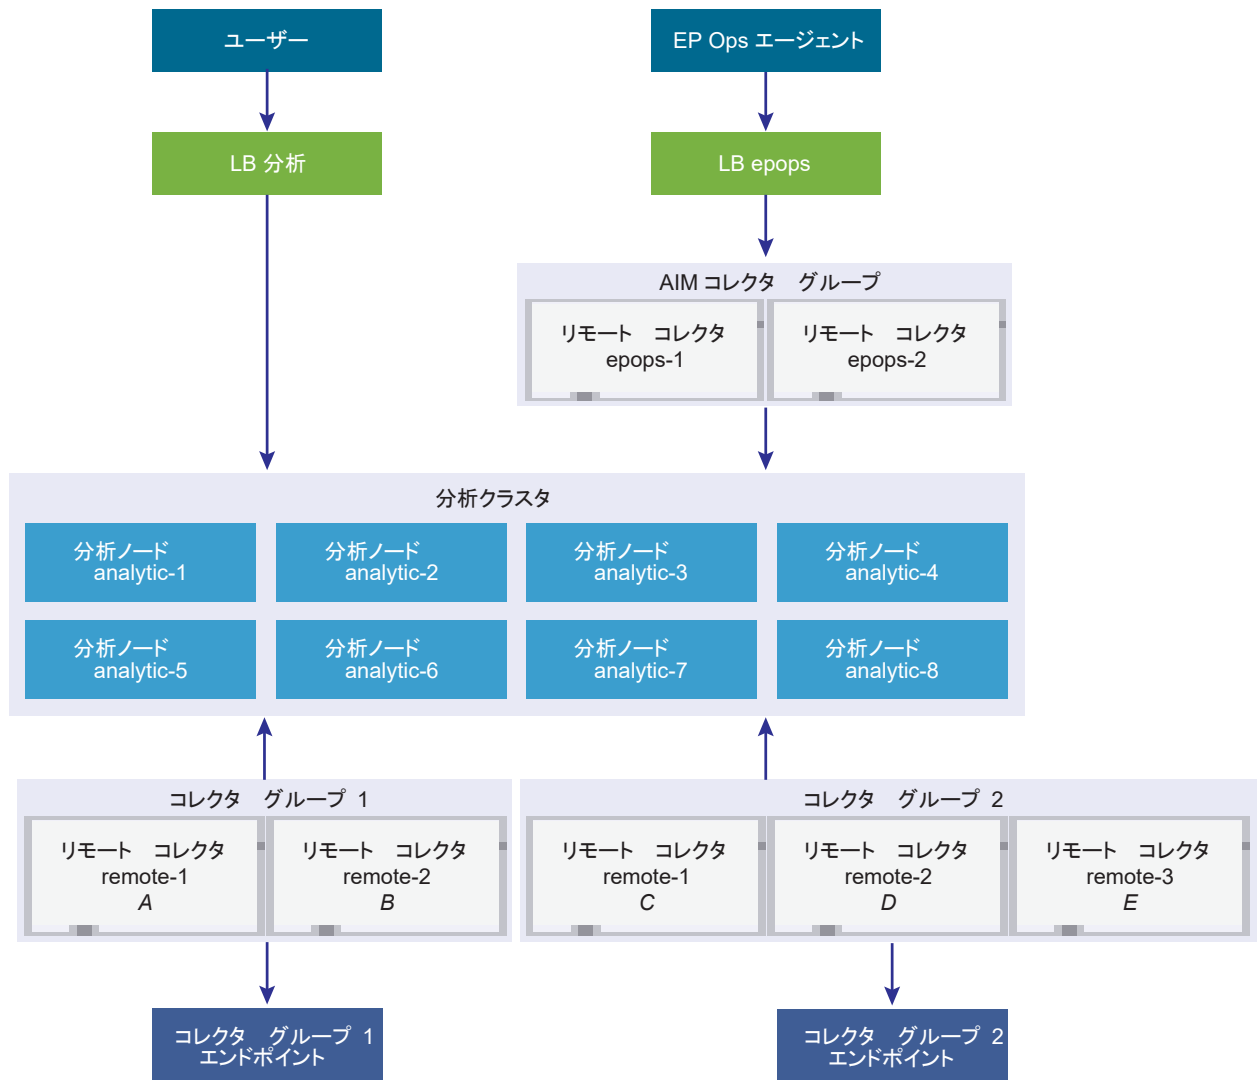 ユーザー
EP Ops エージェント
LB 分析
LB epops
AIM コレクタ　グループ
リモート　コレクタ
epops-1
リモート　コレクタ
epops-2
分析クラスタ
分析ノード
analytic-1
分析ノード
analytic-2
分析ノード
analytic-3
分析ノード
analytic-4
分析ノード
analytic-5
分析ノード
analytic-6
分析ノード
analytic-7
分析ノード
analytic-8
コレクタ　グループ 1
リモート　コレクタ
remote-1
A
リモート　コレクタ
remote-2
B
コレクタ　グループ 2
リモート　コレクタ
remote-1
C
リモート　コレクタ
remote-2
D
リモート　コレクタ
remote-3
E
コレクタ　グループ 1
エンドポイント
コレクタ　グループ 2
エンドポイント